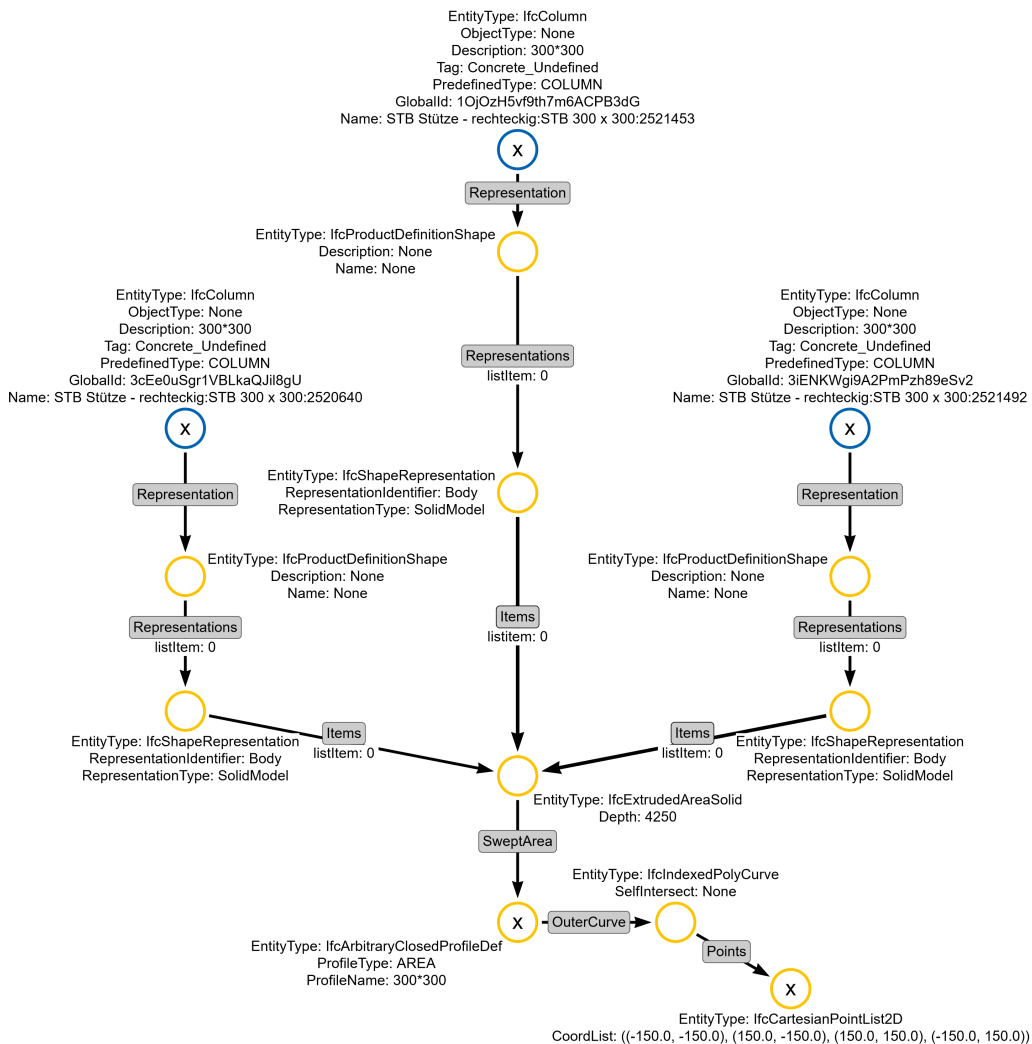 EntityType: IfcColumn
ObjectType: None
Description: 300*300
Tag: Concrete_Undefined
PredefinedType: COLUMN
GlobalId: 1OjOzH5vf9th7m6ACPB3dG
Name: STB Stütze - rechteckig:STB 300 x 300:2521453
x
Representation
EntityType: IfcProductDefinitionShape
Description: None
Name: None
Representations
listItem: 0
EntityType: IfcShapeRepresentation
RepresentationIdentifier: Body
RepresentationType: SolidModel
Items
listitem: 0
EntityType: IfcColumn
ObjectType: None
Description: 300*300
Tag: Concrete_Undefined
PredefinedType: COLUMN
GlobalId: 3cEe0uSgr1VBLkaQJil8gU
Name: STB Stütze - rechteckig:STB 300 x 300:2520640
x
Representation
EntityType: IfcProductDefinitionShape
Description: None
Name: None
Representations
listItem: 0
EntityType: IfcShapeRepresentation
RepresentationIdentifier: Body
RepresentationType: SolidModel
Items
listItem: 0
EntityType: IfcColumn
ObjectType: None
Description: 300*300
Tag: Concrete_Undefined
PredefinedType: COLUMN
GlobalId: 3iENKWgi9A2PmPzh89eSv2
Name: STB Stütze - rechteckig:STB 300 x 300:2521492
x
Representation
EntityType: IfcProductDefinitionShape
Description: None
Name: None
Representations
listItem: 0
EntityType: IfcShapeRepresentation
RepresentationIdentifier: Body
RepresentationType: SolidModel
Items
listItem: 0
EntityType: IfcExtrudedAreaSolid
Depth: 4250
SweptArea
x
EntityType: IfcArbitraryClosedProfileDef
ProfileType: AREA
ProfileName: 300*300
OuterCurve
EntityType: IfcIndexedPolyCurve
SelfIntersect: None
Points
x
EntityType: IfcCartesianPointList2D
CoordList: ((-150.0, -150.0), (150.0, -150.0), (150.0, 150.0), (-150.0, 150.0))